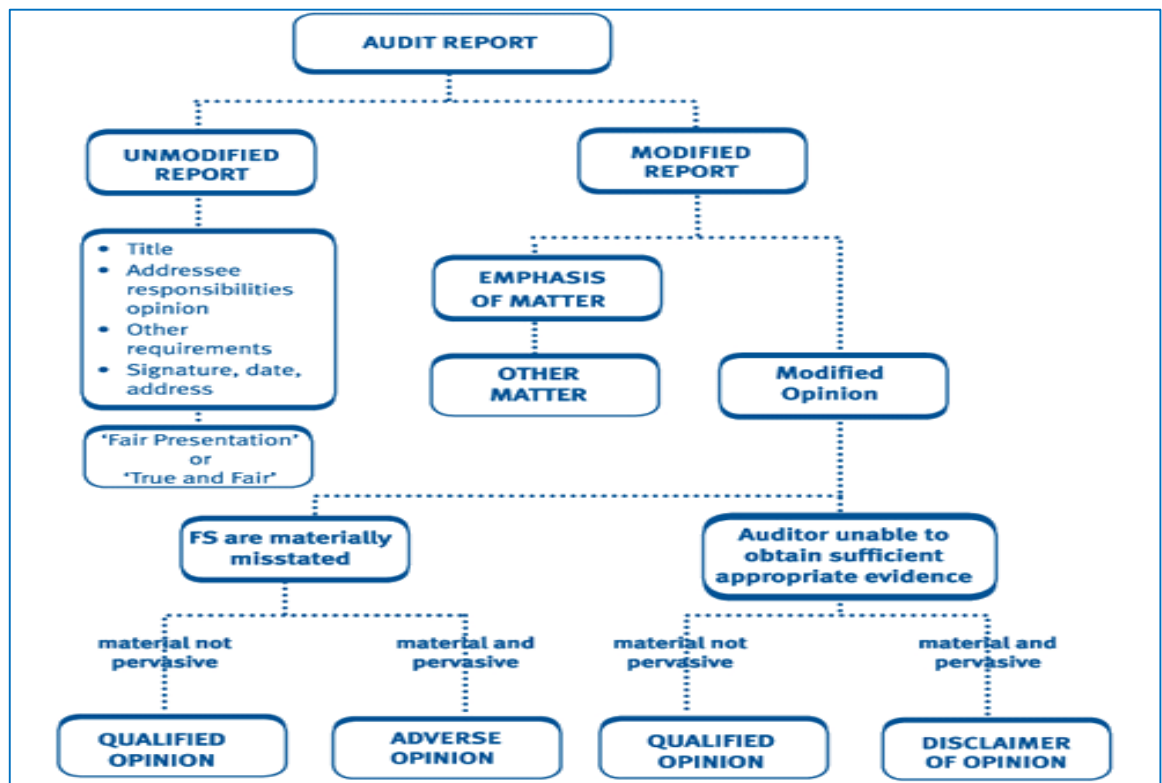 AUDIT REPORT
UNMODIFIED
REPORT
MODIFIED
REPORT
• Title
• Addressee
responsibilities
opinion
• Other
requirements
• Signature, date,
address
EMPHASIS
OF MATTER
OTHER
MATTER
Modified
Opinion
‘Fair Presentation’
or
‘True and Fair’
FS are materially
misstated
Auditor unable to
obtain sufficient
appropriate evidence
material not
pervasive
material and
pervasive
material not
pervasive
material and
pervasive
QUALIFIED
OPINION
ADVERSE
OPINION
QUALIFIED
OPINION
DISCLAIMER
OF OPINION